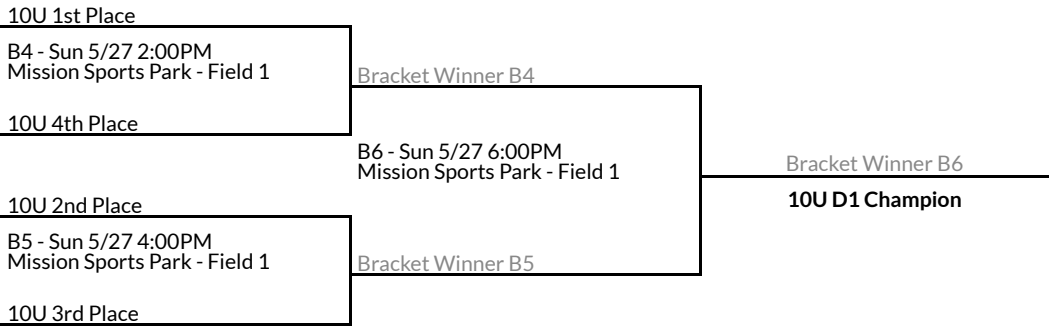 10U 1st Place
B4 - Sun 5/27 2:00PM
Mission Sports Park - Field 1
10U 4th Place
Bracket Winner B4
B6 - Sun 5/27 6:00PM
Mission Sports Park - Field 1
10U 2nd Place
B5 - Sun 5/27 4:00PM
Mission Sports Park - Field 1
10U 3rd Place
Bracket Winner B5
Bracket Winner B6
10U D1 Champion